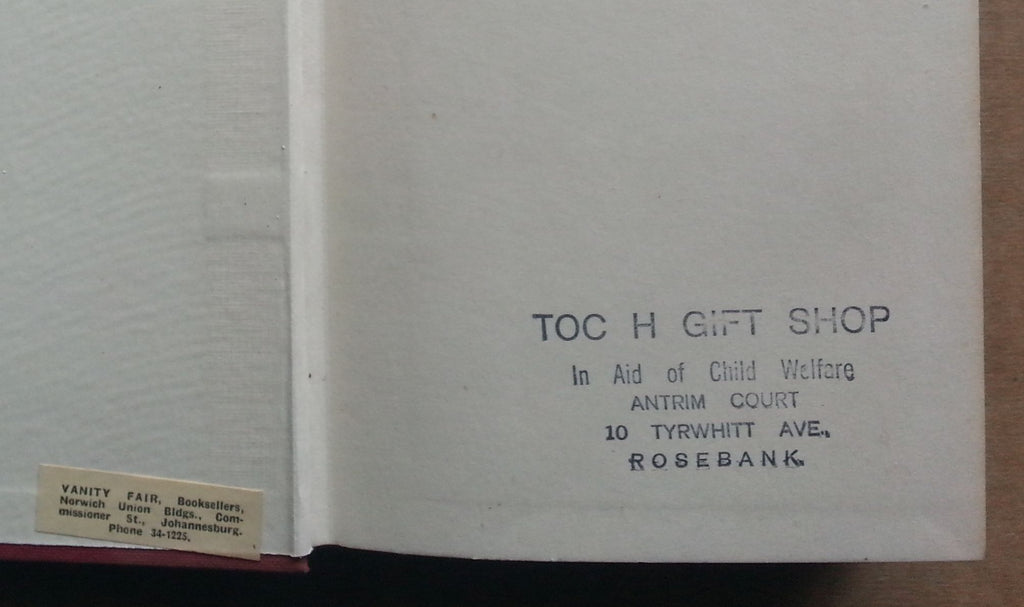 VANITY FAIR, Booksellers,
Norwich Union Bldgs., Com-
missioner St., Johannesburg.
Phone 34-1225.
TOC H GIFT SHOP
In Aid of Child Welfare
ANTRIM COURT
10 TYRWHITT AVE.,
ROSEBANK.